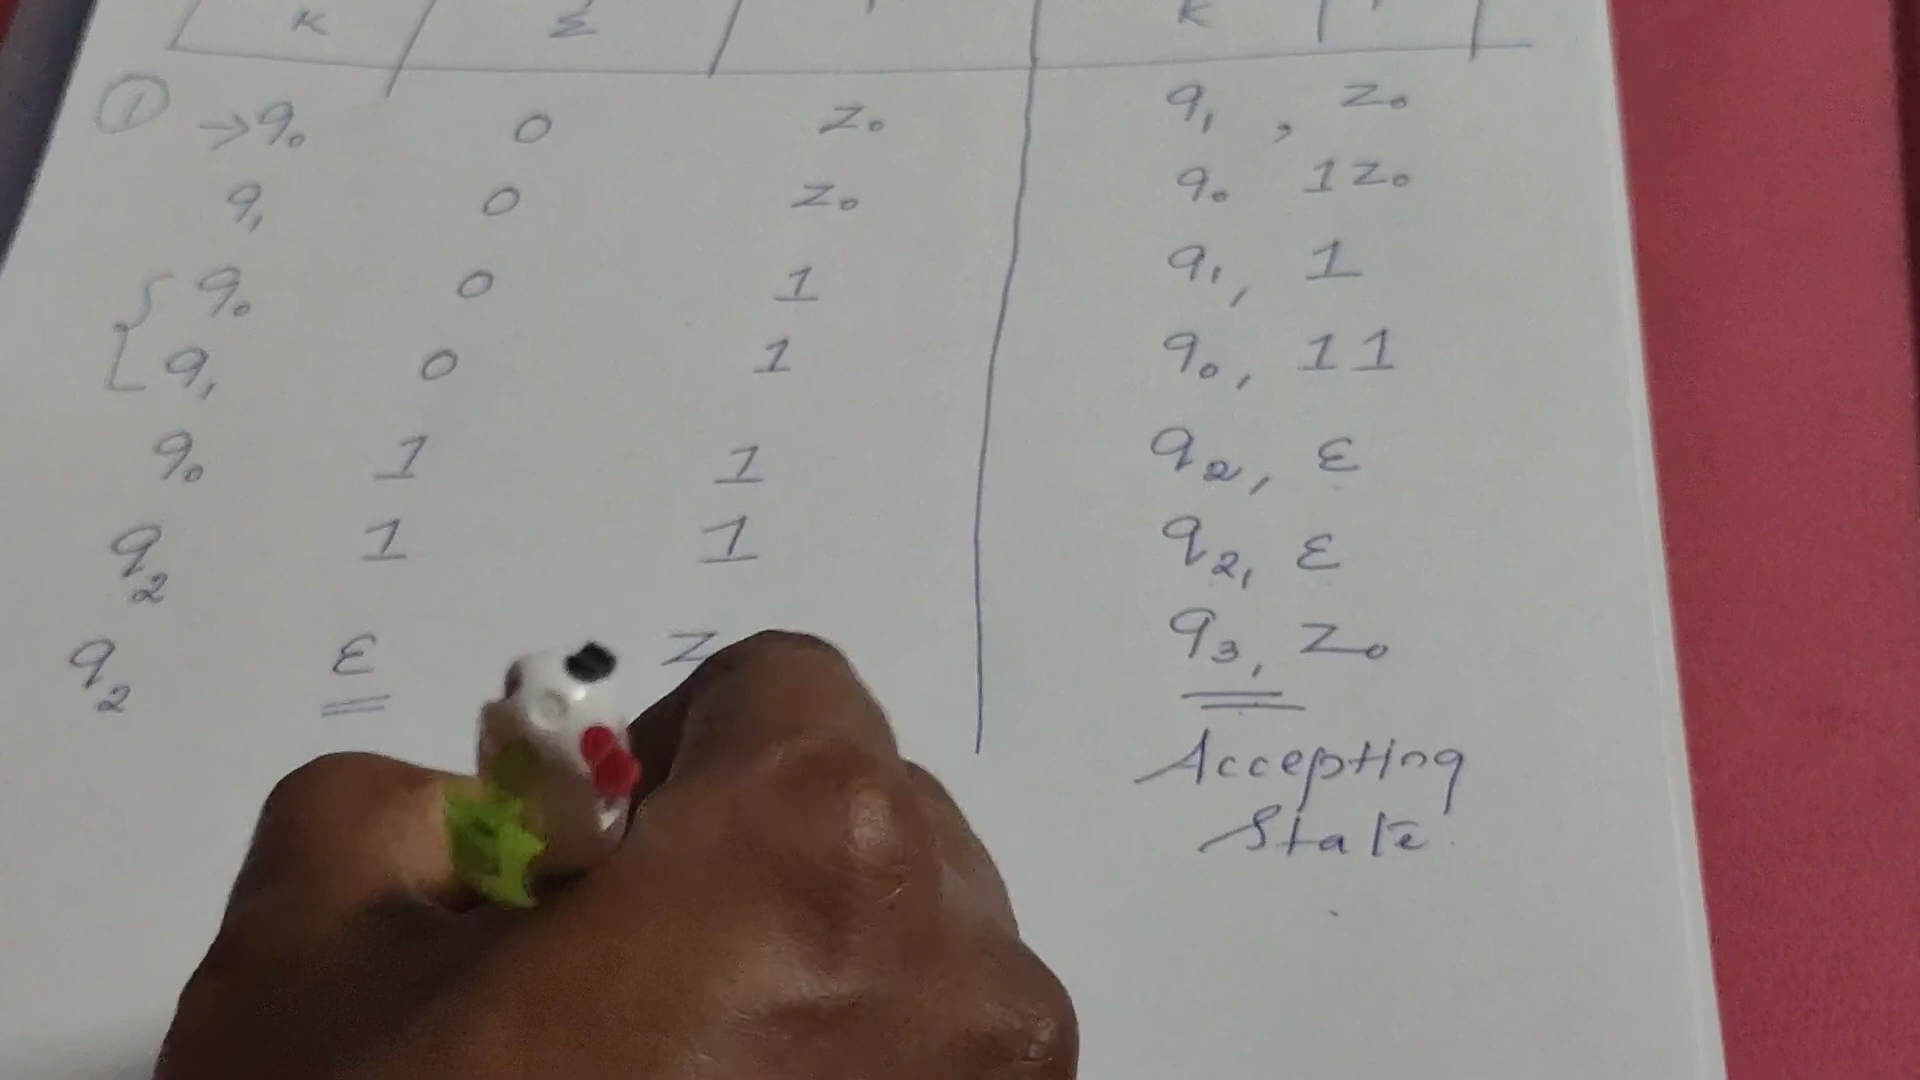 K Σ K
① →q₀ 0 z₀ q₁, z₀
q₁ 0 z₀ q₀ 1z₀
q₀ 0 1 q₁, 1
q₁ 0 1 q₀, 11
q₀ 1 1 q₂, ε
q₂ 1 1 q₂, ε
q₂ ε z q₃, z₀
Accepting
State.